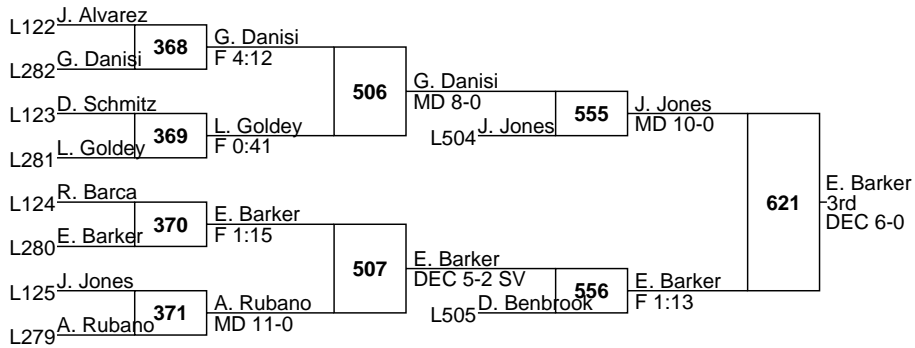 L122 J. Alvarez
368
L282 G. Danisi
G. Danisi
F 4:12
L123 D. Schmitz
369
L281 L. Goldey
L. Goldey
F 0:41
506
G. Danisi
MD 8-0
L504 J. Jones
555
J. Jones
MD 10-0
L124 R. Barca
370
L280 E. Barker
E. Barker
F 1:15
L125 J. Jones
371
L279 A. Rubano
A. Rubano
MD 11-0
507
E. Barker
DEC 5-2 SV
L505 D. Benbrook
556
E. Barker
F 1:13
621
E. Barker
3rd
DEC 6-0